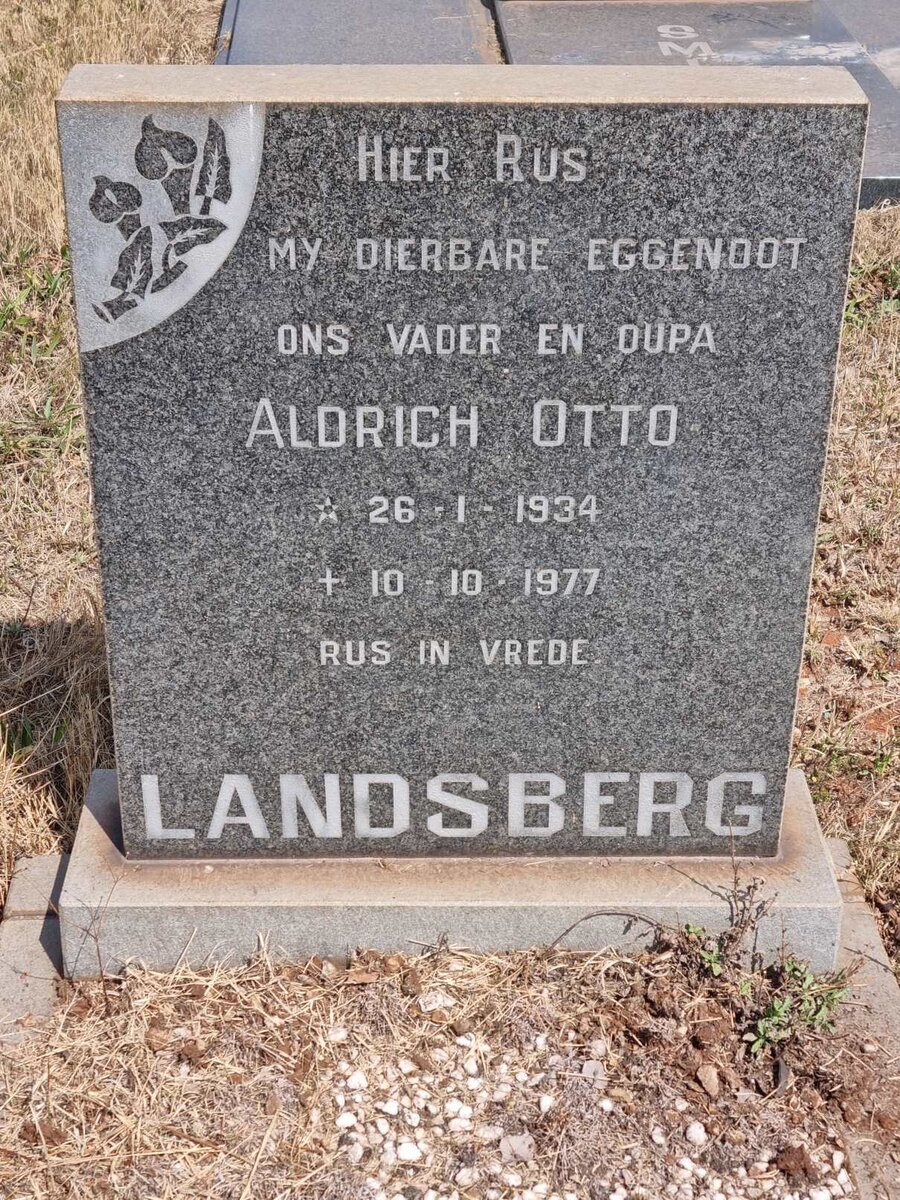 SM
HIER RUS
MY DIERBARE EGGENOOT
ONS VADER EN OUPA
ALDRICH OTTO
☆ 26-1-1934
+ 10-10-1977
RUS IN VREDE.
LANDSBERG